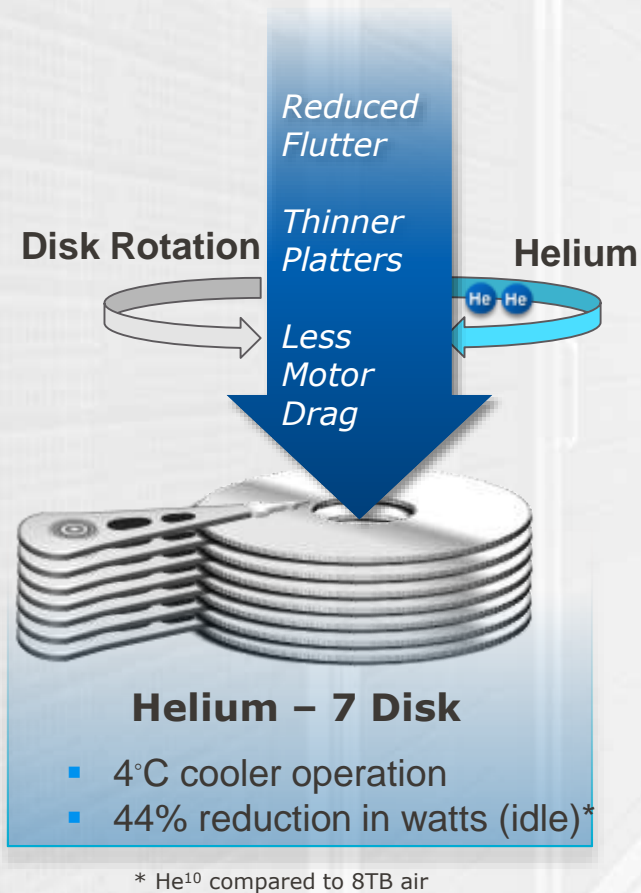 Reduced
Flutter
Thinner
Platters
Less
Motor
Drag
Disk Rotation
Helium
He He
Helium – 7 Disk
▪ 4°C cooler operation
▪ 44% reduction in watts (idle)*
* He¹⁰ compared to 8TB air